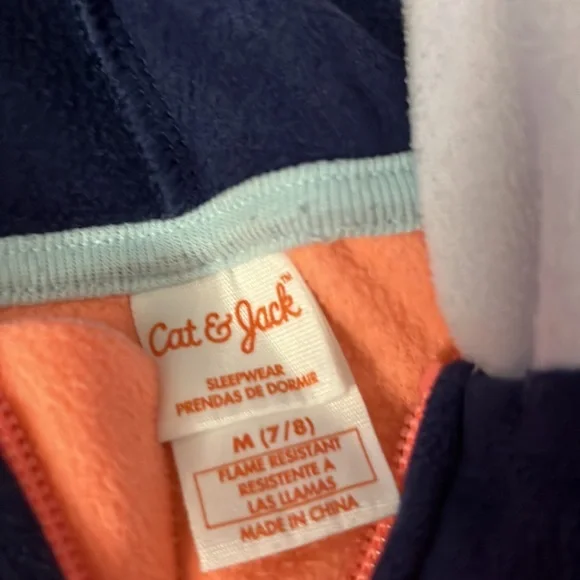 Cat & Jack™
SLEEPWEAR
PRENDAS DE DORMIR
M (7/8)
FLAME RESISTANT
RESISTENTE A
LAS LLAMAS
MADE IN CHINA